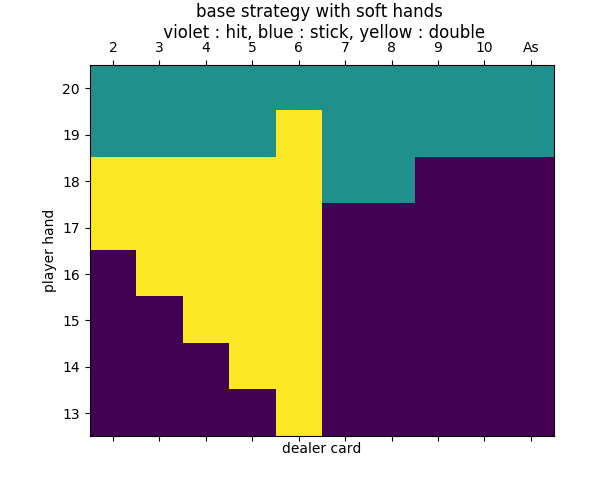 base strategy with soft hands
violet : hit, blue : stick, yellow : double
2 3 4 5 6 7 8 9 10 As
20
19
18
17
16
15
14
13
player hand
dealer card